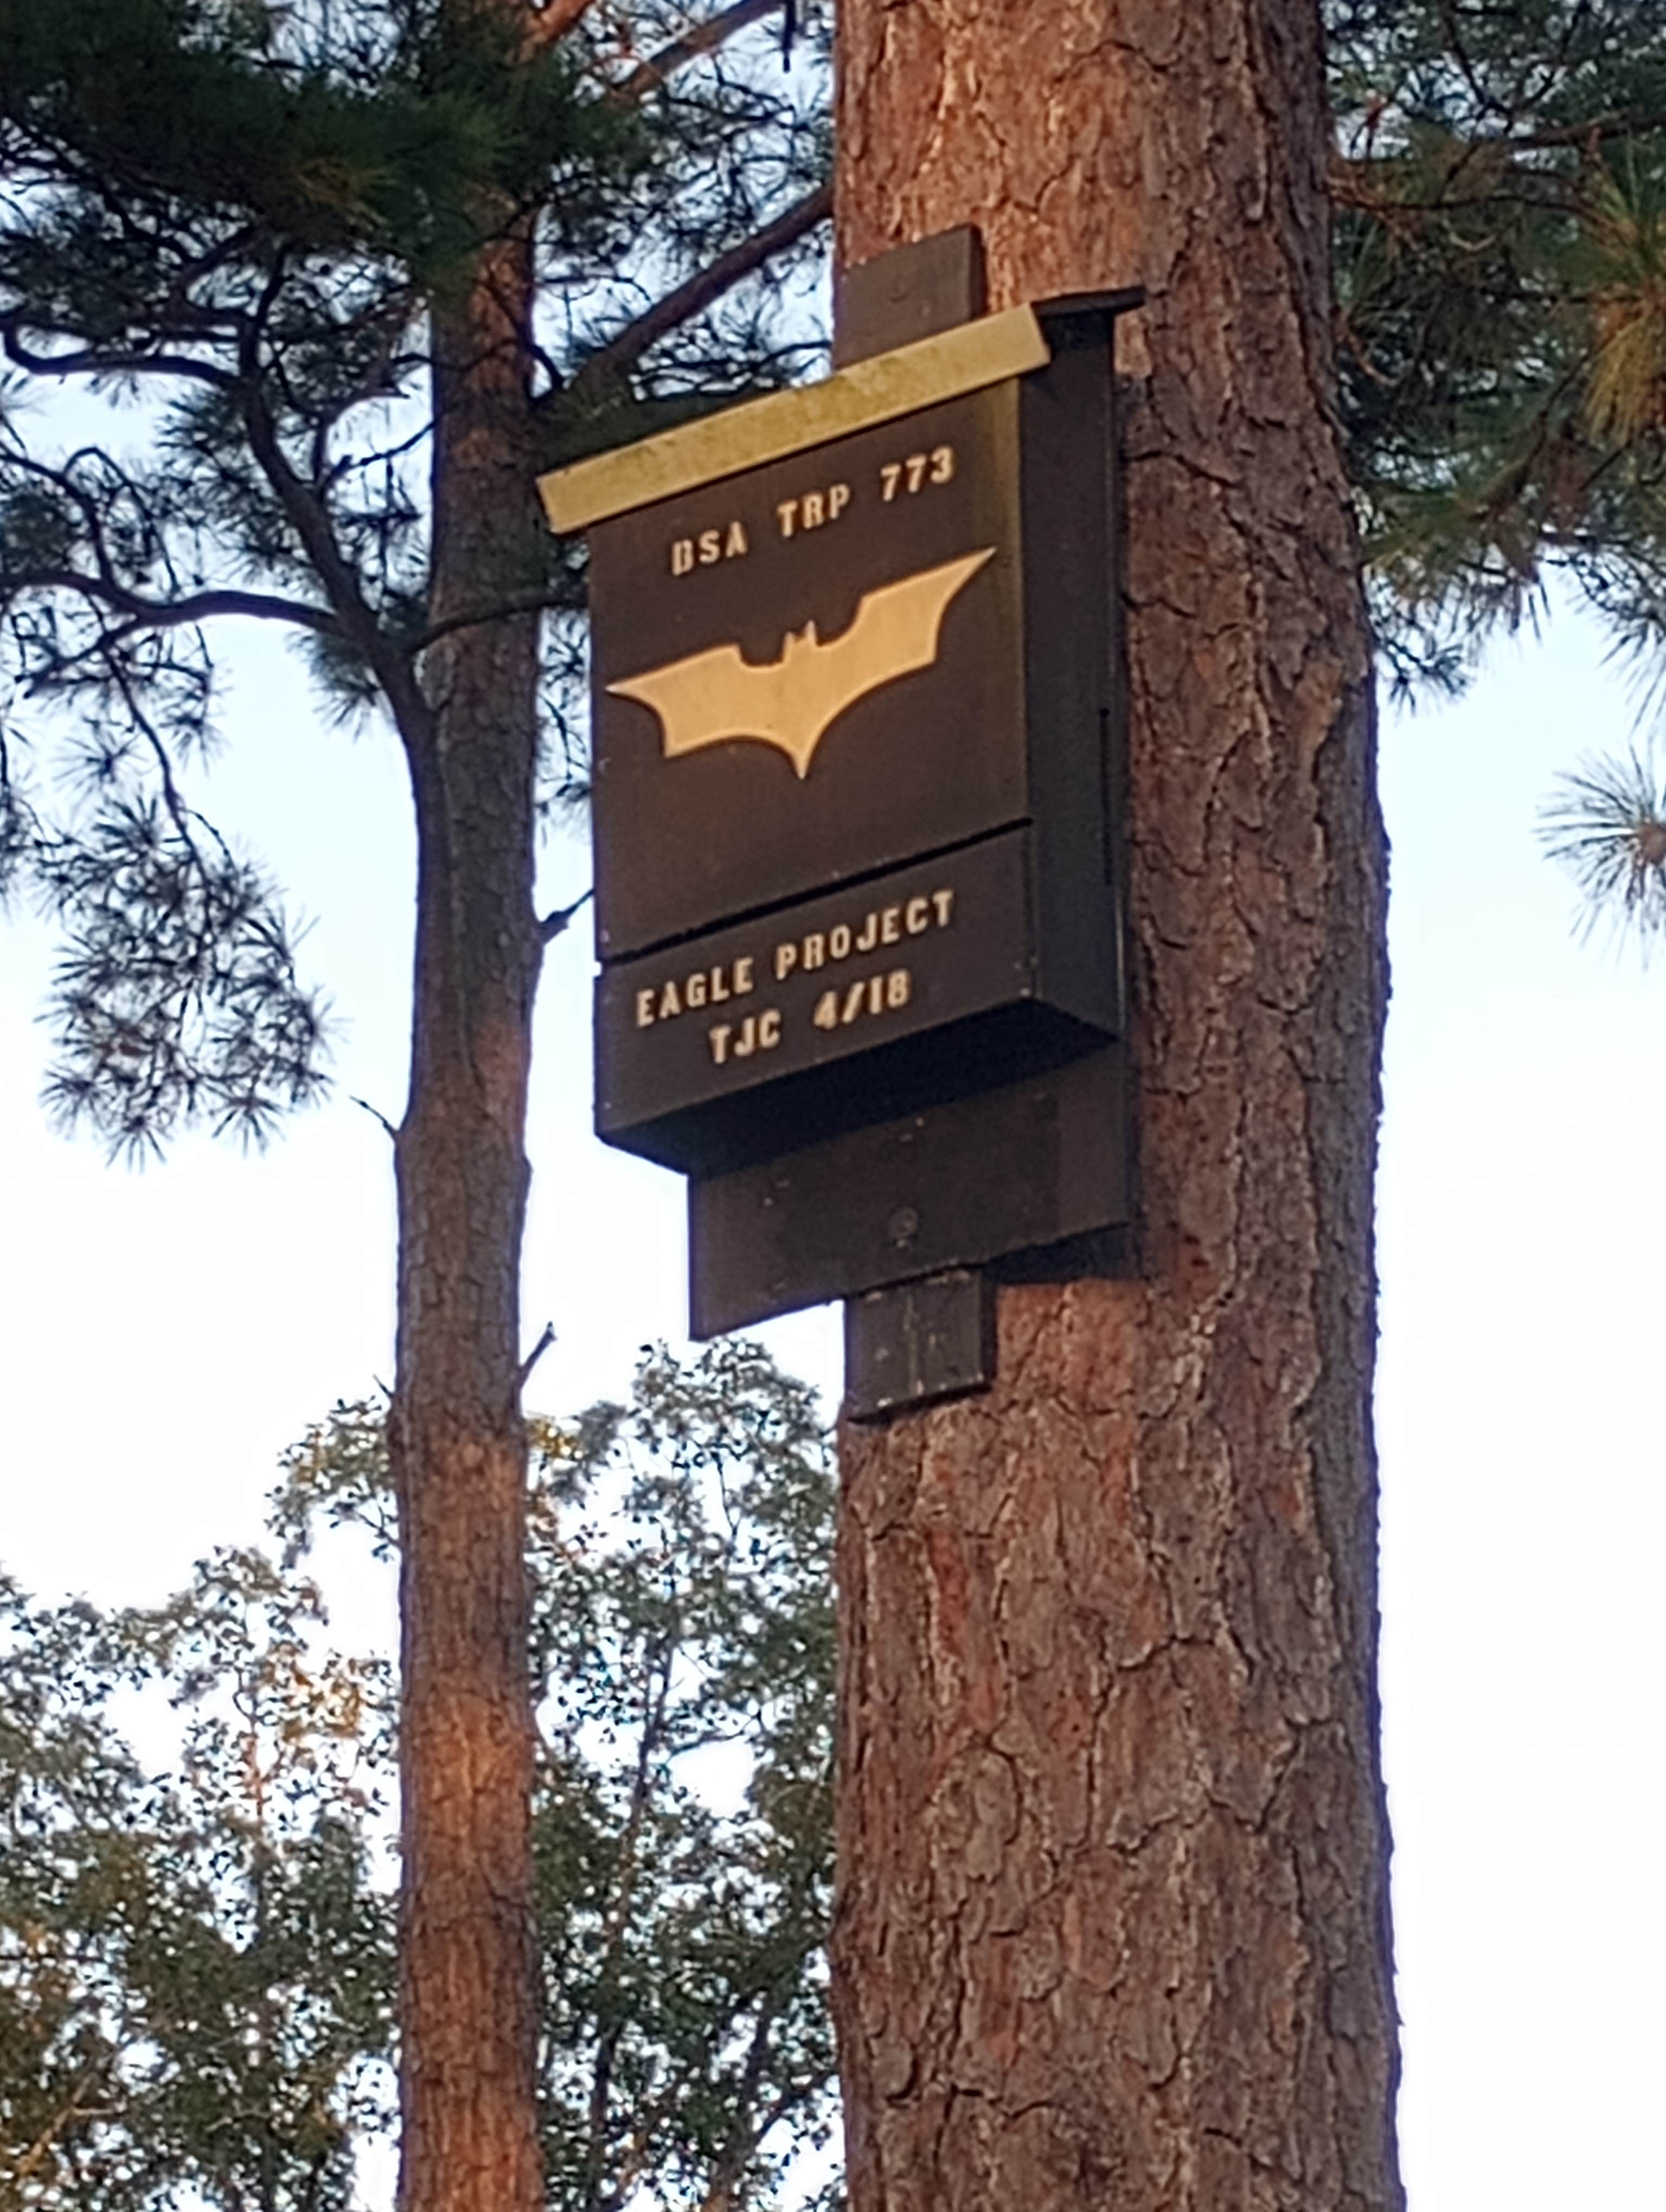 BSA TRP 773
EAGLE PROJECT
TJC 4/18